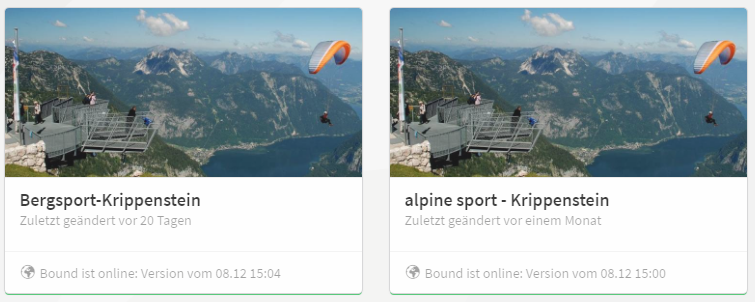 Bergsport-Krippenstein
Zuletzt geändert vor 20 Tagen
Bound ist online: Version vom 08.12 15:04
alpine sport - Krippenstein
Zuletzt geändert vor einem Monat
Bound ist online: Version vom 08.12 15:00